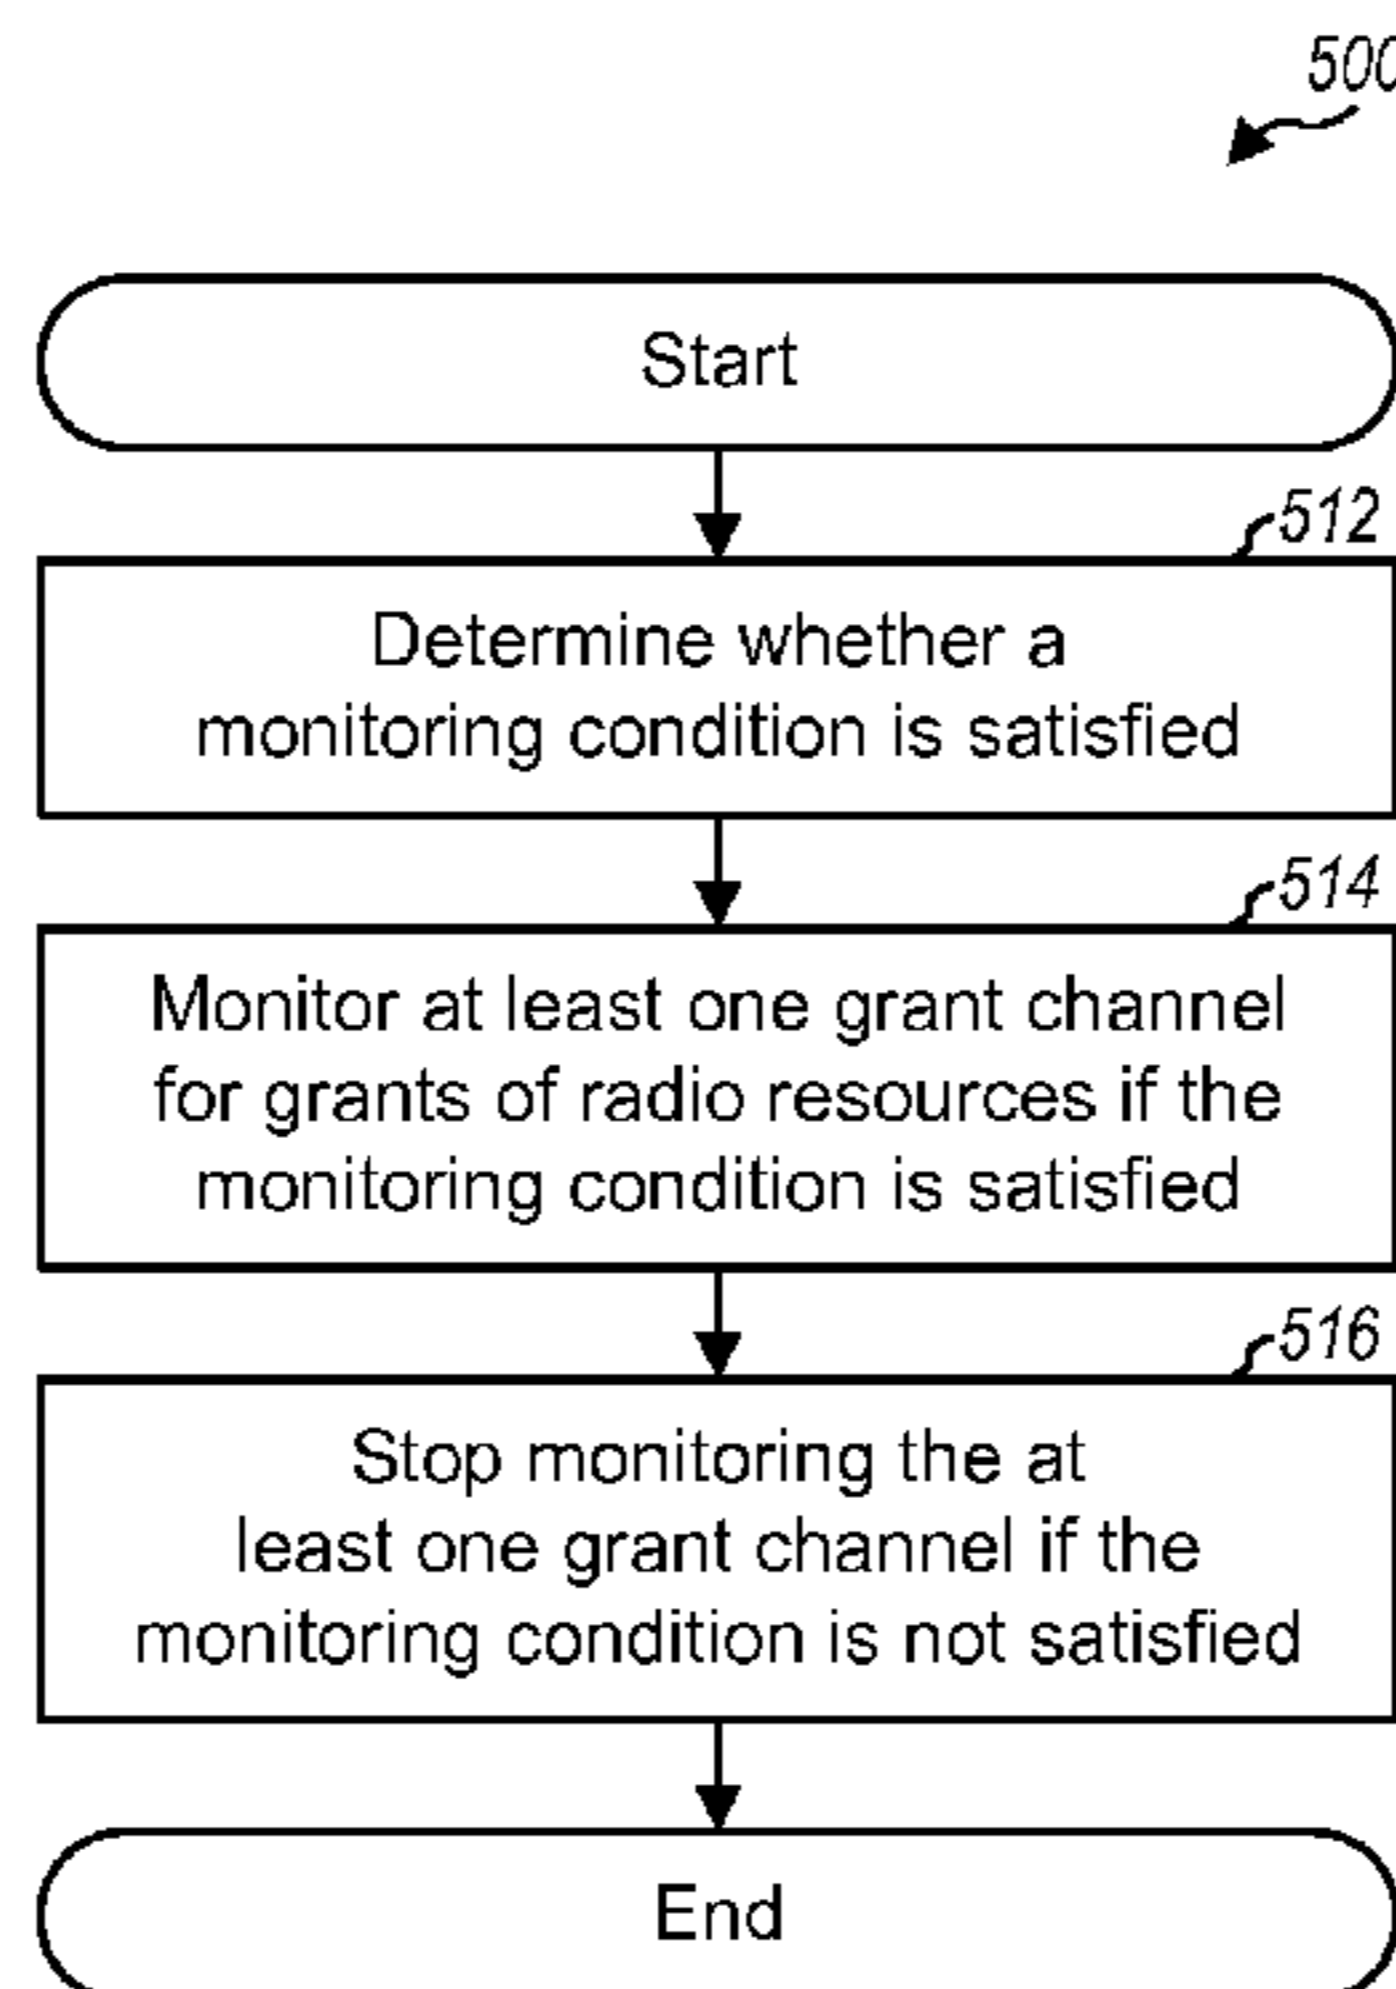 500
Start
512
Determine whether a
monitoring condition is satisfied
514
Monitor at least one grant channel
for grants of radio resources if the
monitoring condition is satisfied
516
Stop monitoring the at
least one grant channel if the
monitoring condition is not satisfied
End